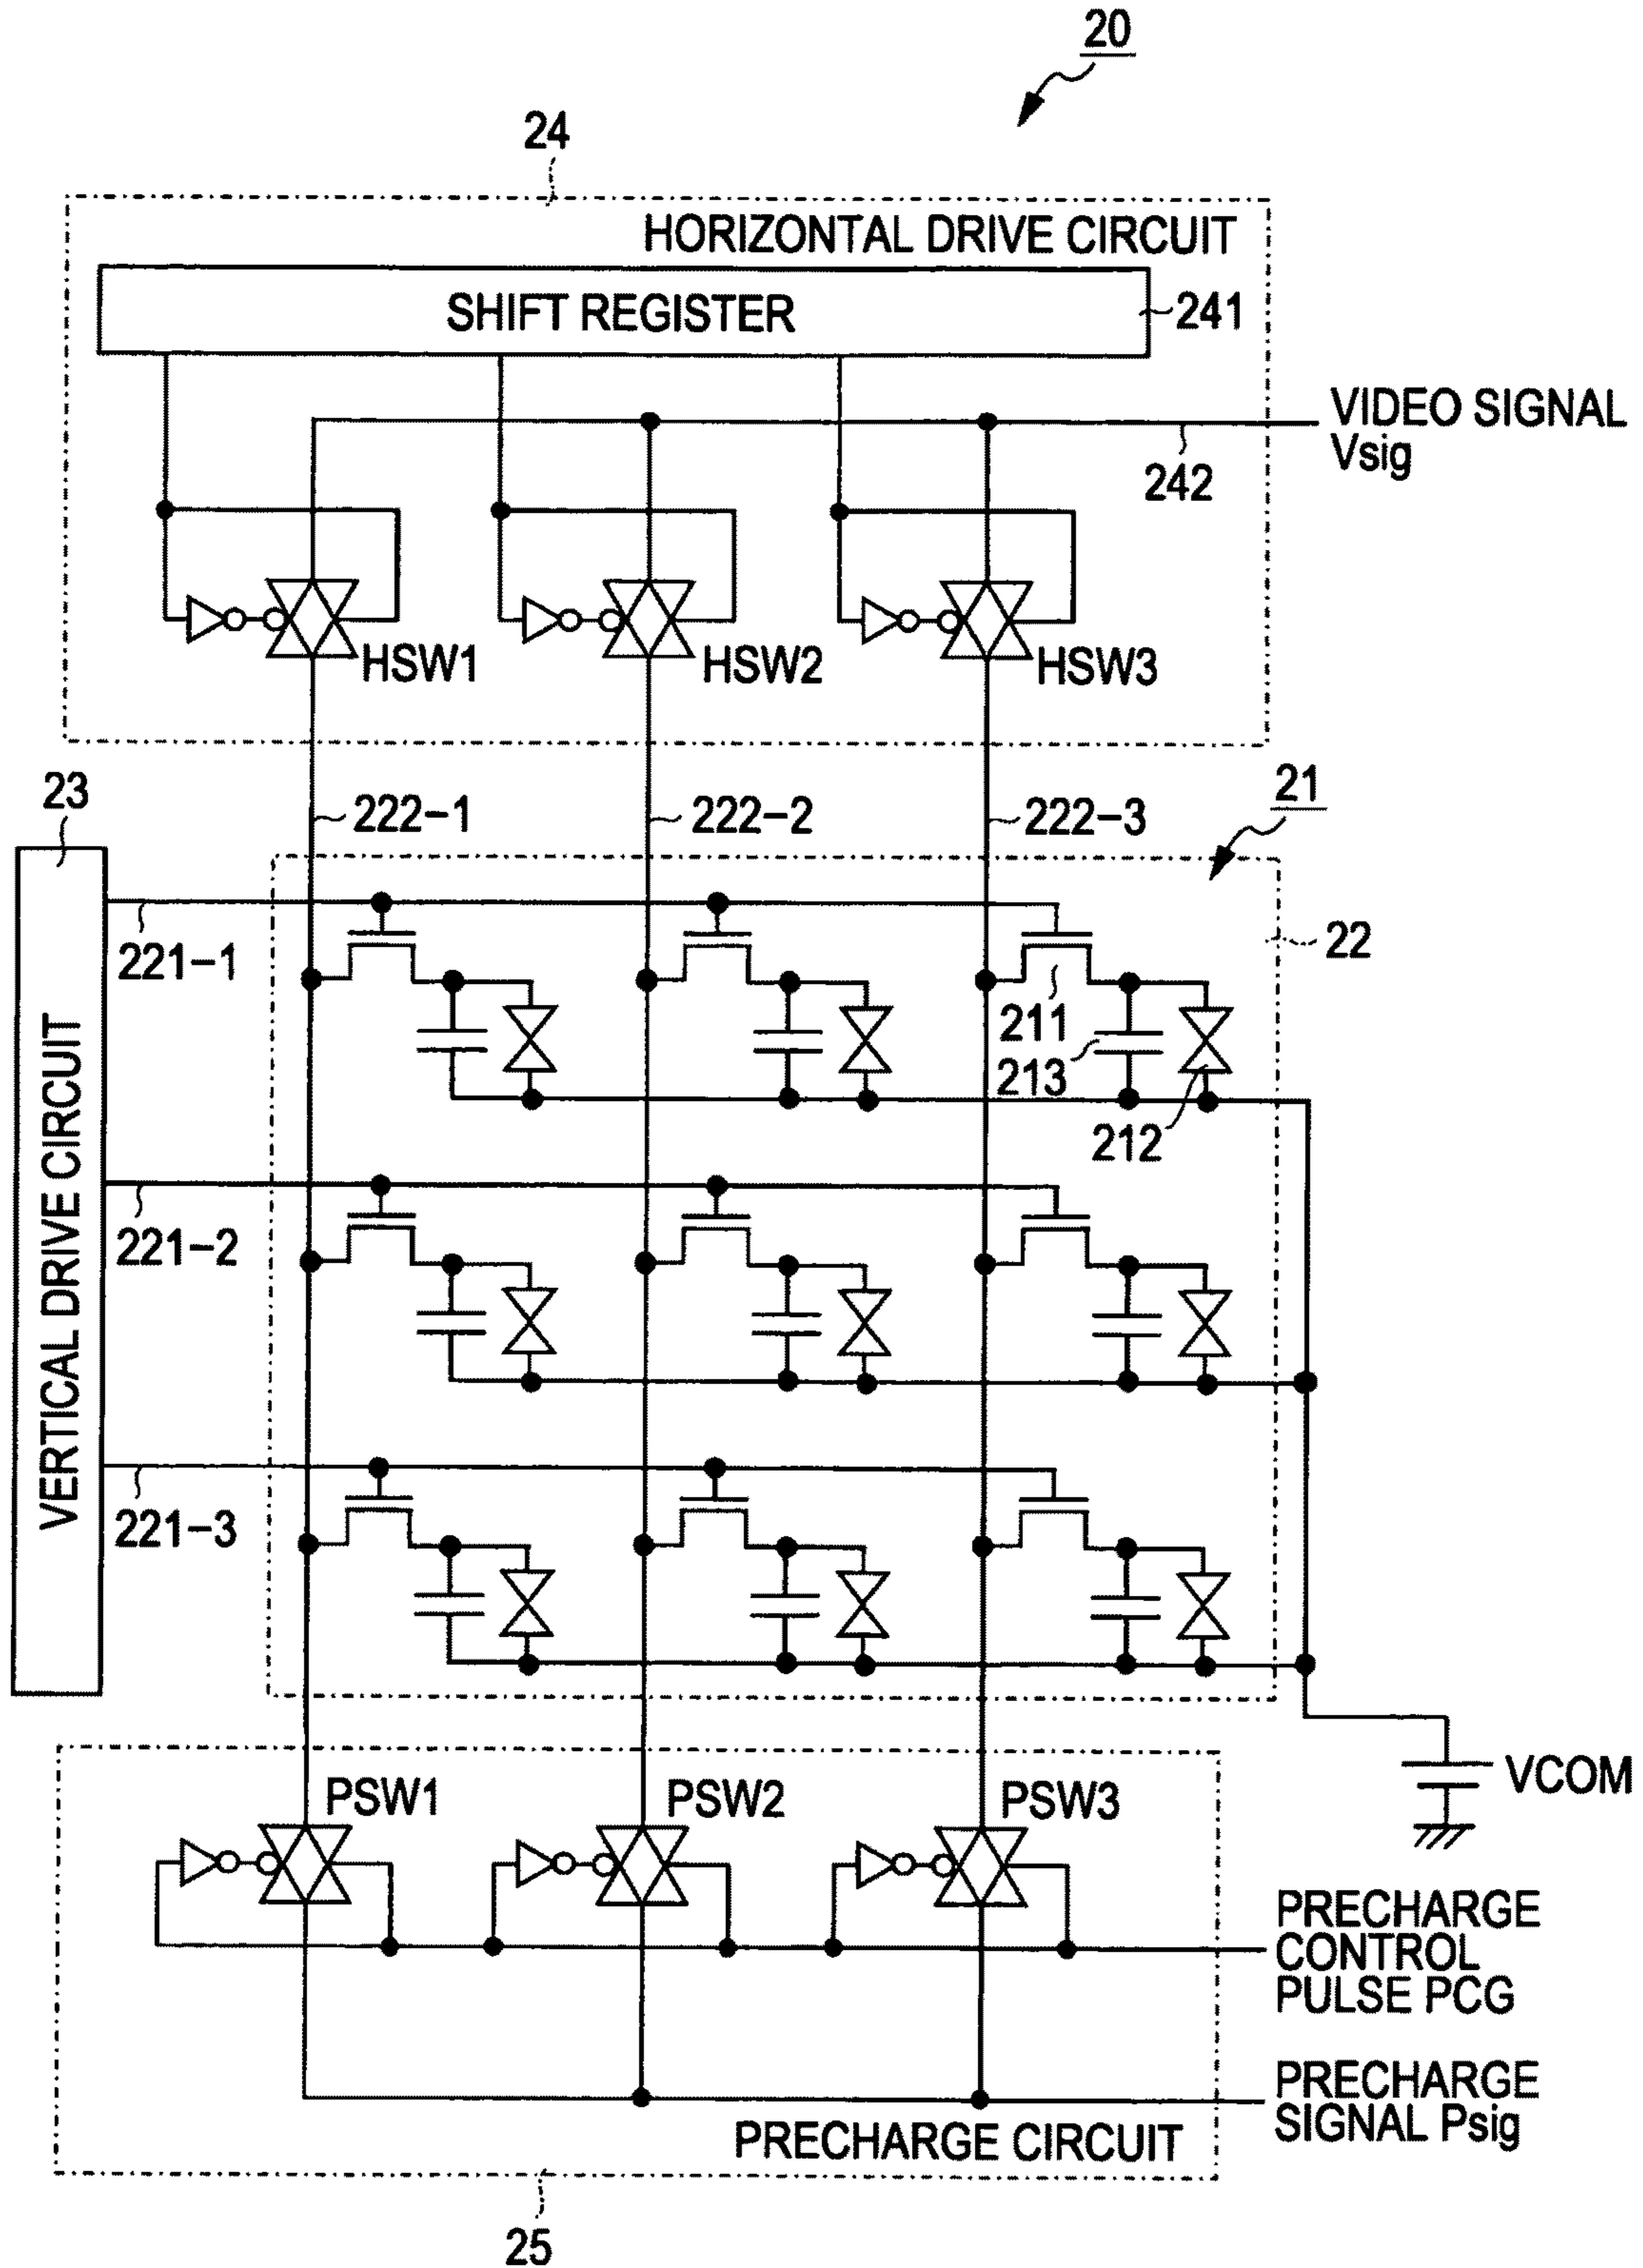 20
24
HORIZONTAL DRIVE CIRCUIT
SHIFT REGISTER
241
VIDEO SIGNAL
Vsig
242
HSW1
HSW2
HSW3
23
222-1
222-2
222-3
21
VERTICAL DRIVE CIRCUIT
221-1
22
211
213
212
221-2
221-3
PSW1
PSW2
PSW3
VCOM
PRECHARGE
CONTROL
PULSE PCG
PRECHARGE
SIGNAL Psig
PRECHARGE CIRCUIT
25